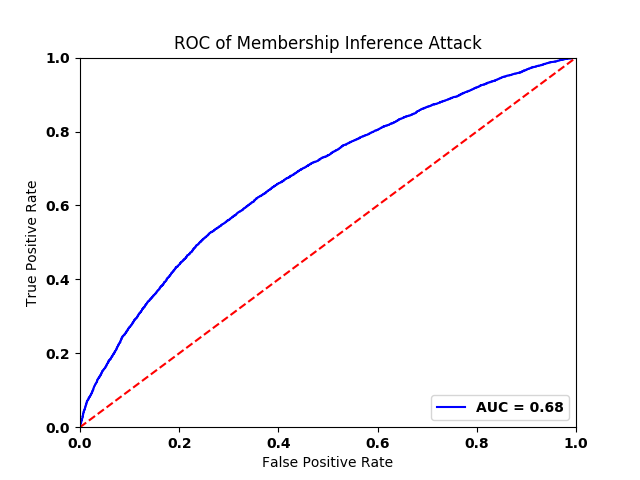 ROC of Membership Inference Attack
1.0
0.8
0.6
0.4
0.2
0.0
True Positive Rate
AUC = 0.68
0.0 0.2 0.4 0.6 0.8 1.0
False Positive Rate